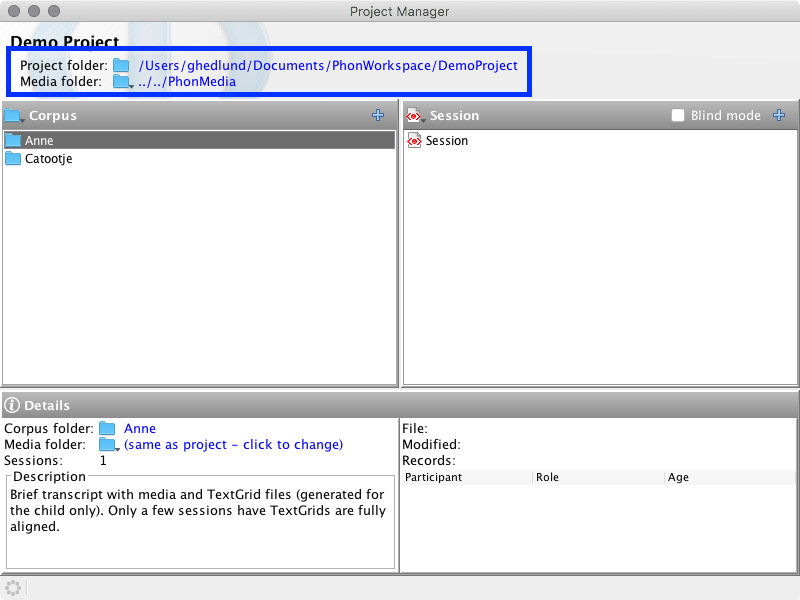 Project Manager
Demo Project
Project folder: /Users/ghedlund/Documents/PhonWorkspace/DemoProject
Media folder: ../../PhonMedia
Corpus
Session
Blind mode
Anne
Catootje
Session
Details
Corpus folder: Anne
Media folder: (same as project – click to change)
Sessions: 1
Description
Brief transcript with media and TextGrid files (generated for
the child only). Only a few sessions have TextGrids are fully
aligned.
File:
Modified:
Records:
Participant Role Age